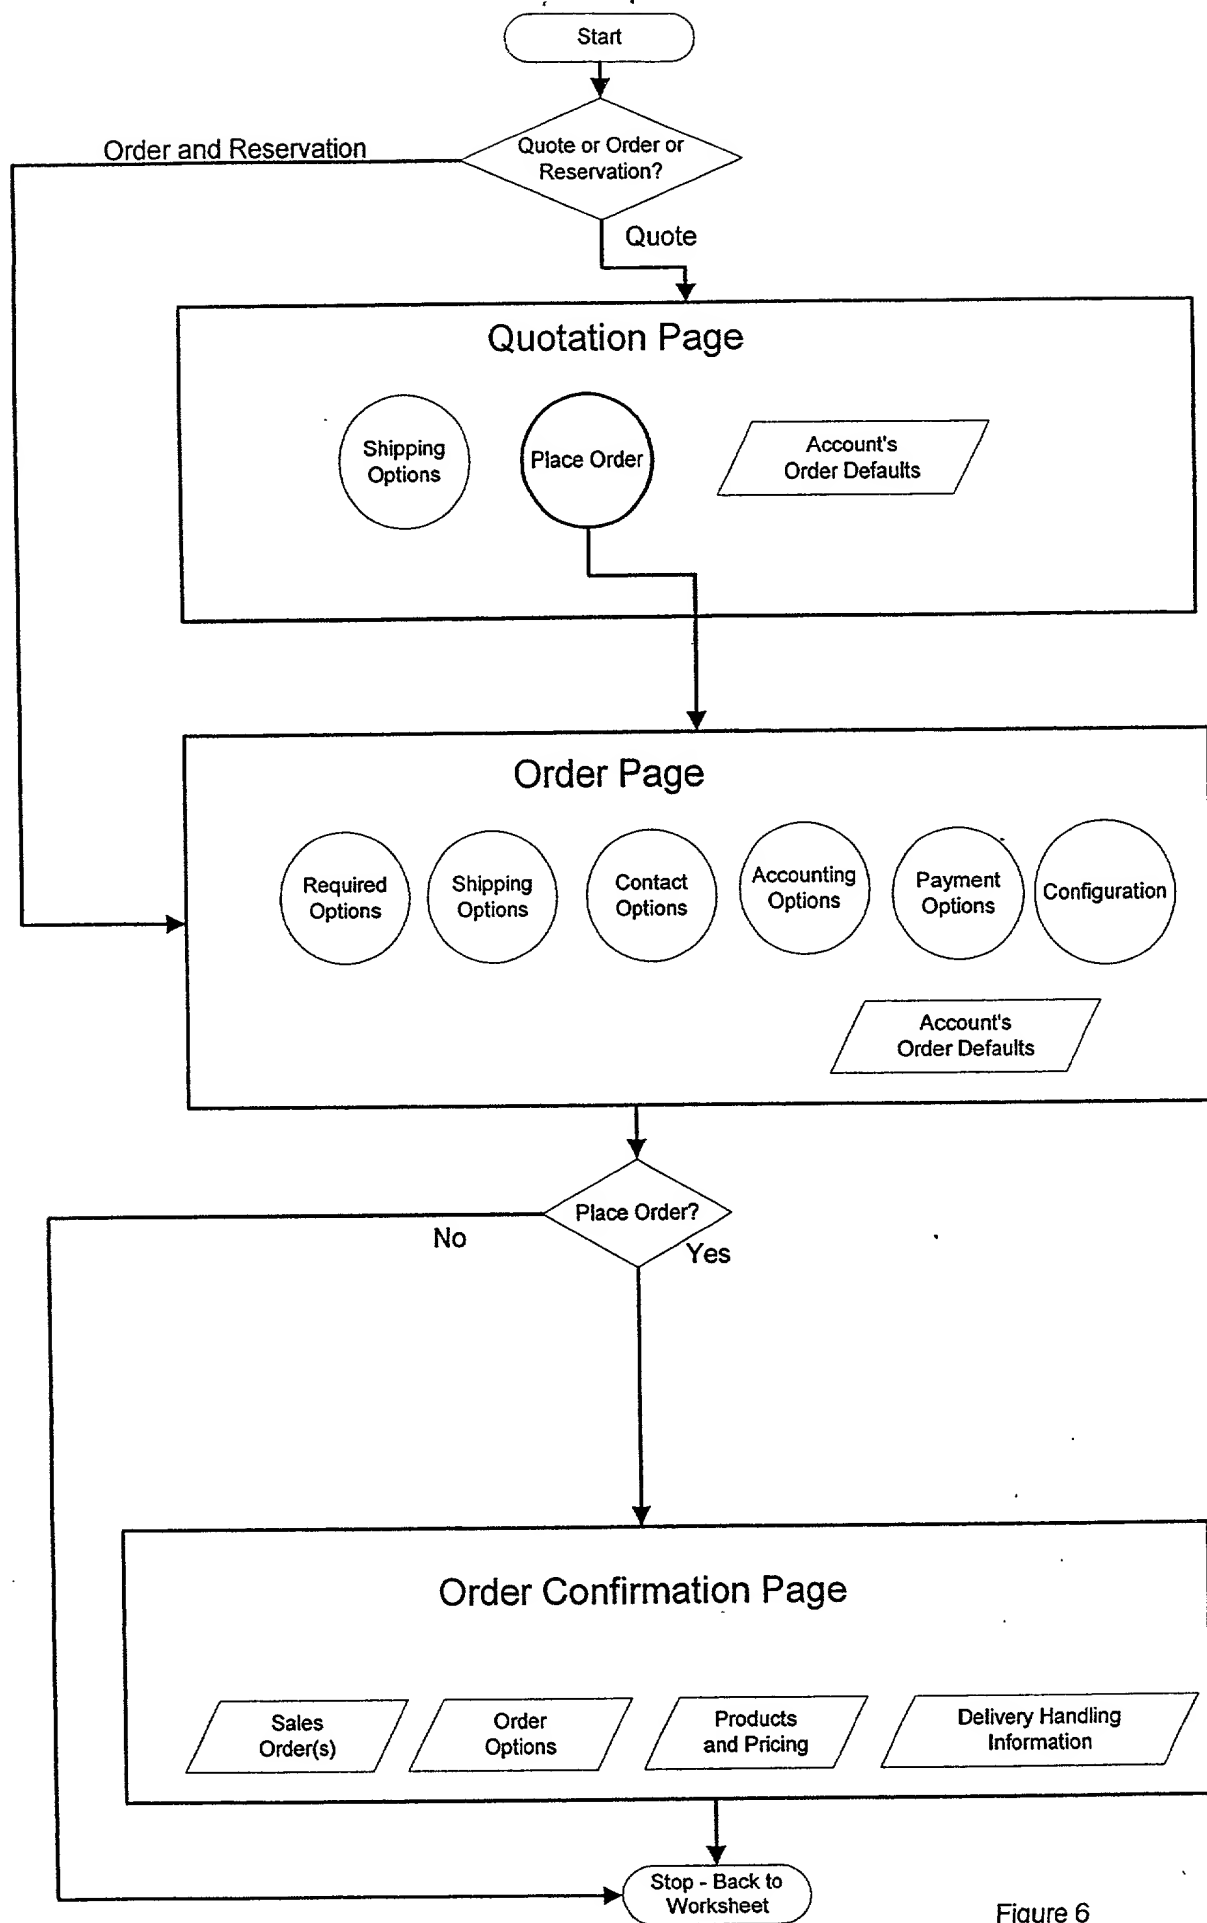 Start
Quote or Order or
Reservation?
Order and Reservation
Quote
Quotation Page
Shipping
Options
Place Order
Account's
Order Defaults
Order Page
Required
Options
Shipping
Options
Contact
Options
Accounting
Options
Payment
Options
Configuration
Account's
Order Defaults
Place Order?
No
Yes
Order Confirmation Page
Sales
Order(s)
Order
Options
Products
and Pricing
Delivery Handling
Information
Stop - Back to
Worksheet
Figure 6